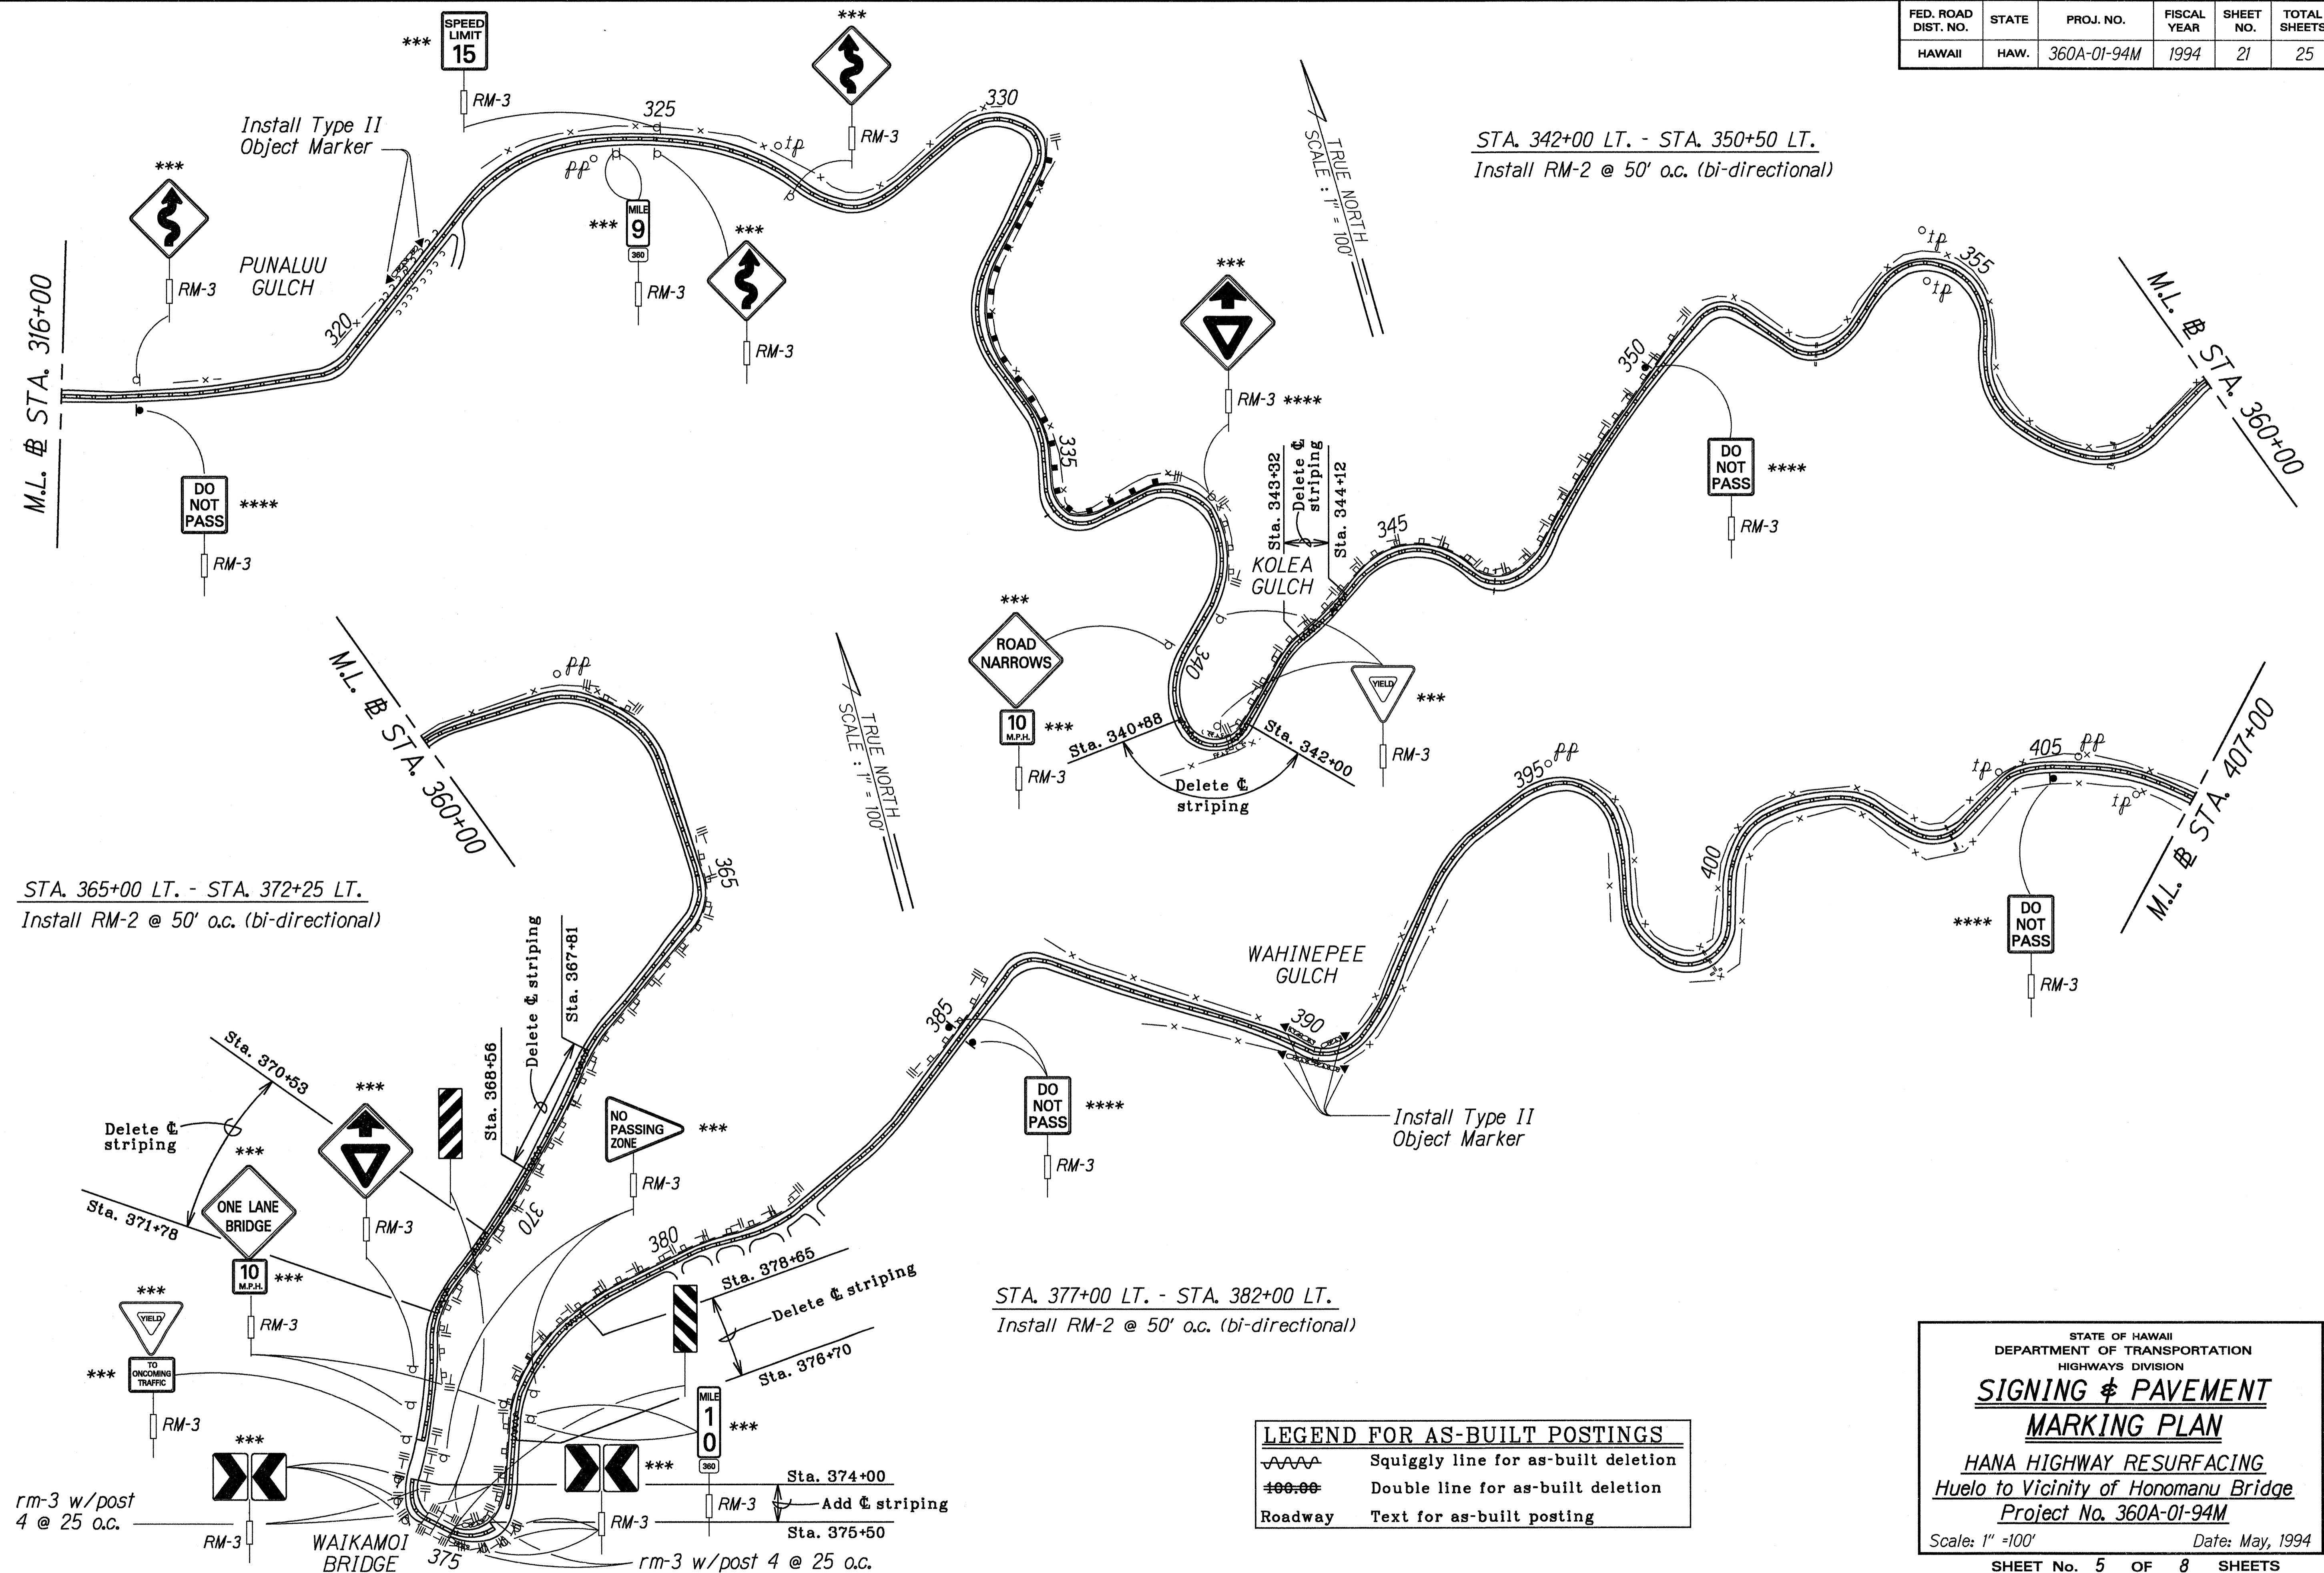 FED. ROAD DIST. NO.
STATE
PROJ. NO.
FISCAL YEAR
SHEET NO.
TOTAL SHEETS
HAWAII
HAW.
360A-01-94M
1994
21
25
***
SPEED
LIMIT
15
RM-3
***
RM-3
Install Type II
Object Marker
325
pp
tp
330
TRUE NORTH
SCALE : 1" = 100'
STA. 342+00 LT. - STA. 350+50 LT.
Install RM-2 @ 50' o.c. (bi-directional)
***
RM-3
PUNALUU
GULCH
320
M.L. ℄ STA. 316+00
***
MILE
9
360
RM-3
***
RM-3
DO
NOT
PASS
****
RM-3
***
RM-3 ****
335
Sta. 343+32
Delete ℄
striping
Sta. 344+12
KOLEA
GULCH
345
350
tp
tp
355
M.L. ℄ STA. 360+00
DO
NOT
PASS
****
RM-3
***
ROAD
NARROWS
10
M.P.H.
***
RM-3
340
YIELD
***
RM-3
Sta. 340+88
Sta. 342+00
Delete ℄
striping
M.L. ℄ STA. 360+00
pp
TRUE NORTH
SCALE : 1" = 100'
365
STA. 365+00 LT. - STA. 372+25 LT.
Install RM-2 @ 50' o.c. (bi-directional)
Delete ℄ striping
Sta. 367+81
Sta. 368+56
395
pp
400
tp
405
pp
tp
M.L. ℄ STA. 407+00
DO
NOT
PASS
****
RM-3
WAHINEPEE
GULCH
390
385
Install Type II
Object Marker
DO
NOT
PASS
****
RM-3
Sta. 370+53
Delete ℄
striping
Sta. 371+78
***
RM-3
***
ONE LANE
BRIDGE
10
M.P.H.
***
RM-3
NO
PASSING
ZONE
***
RM-3
370
380
Sta. 378+65
Delete ℄ striping
Sta. 376+70
***
YIELD
TO
ONCOMING
TRAFFIC
***
RM-3
STA. 377+00 LT. - STA. 382+00 LT.
Install RM-2 @ 50' o.c. (bi-directional)
***
RM-3
***
RM-3
MILE
1
0
360
***
RM-3
Sta. 374+00
Add ℄ striping
Sta. 375+50
rm-3 w/post
4 @ 25 o.c.
WAIKAMOI
BRIDGE
375
rm-3 w/post 4 @ 25 o.c.
LEGEND FOR AS-BUILT POSTINGS
Squiggly line for as-built deletion
100.00 Double line for as-built deletion
Roadway Text for as-built posting
STATE OF HAWAII
DEPARTMENT OF TRANSPORTATION
HIGHWAYS DIVISION
SIGNING & PAVEMENT
MARKING PLAN
HANA HIGHWAY RESURFACING
Huelo to Vicinity of Honomanu Bridge
Project No. 360A-01-94M
Scale: 1" =100' Date: May, 1994
SHEET No. 5 OF 8 SHEETS